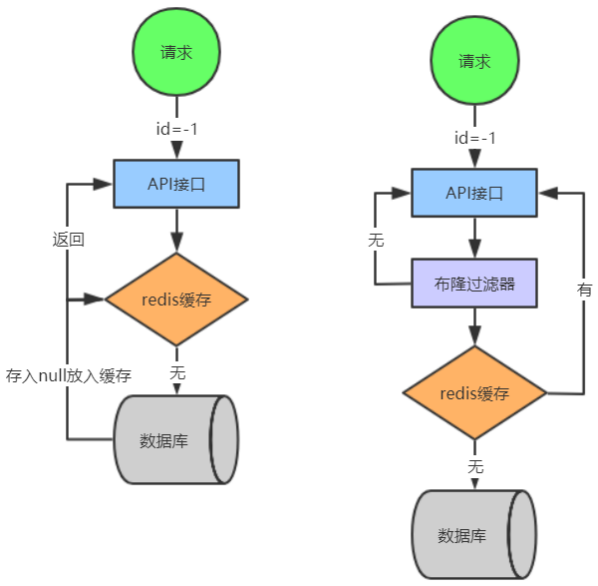 请求
id=-1
API接口
返回
redis缓存
存入null放入缓存
无
数据库
请求
id=-1
API接口
无
布隆过滤器
有
redis缓存
无
数据库